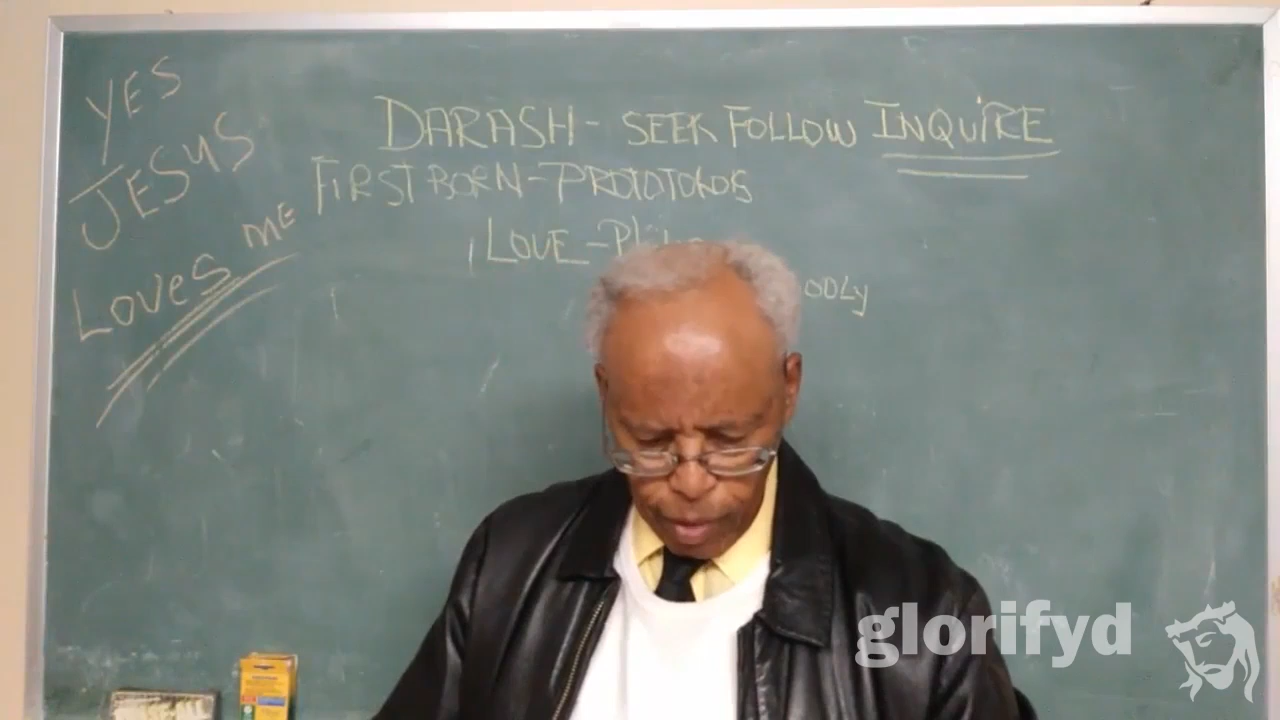 YES
JESUS
LOVES ME
DARASH - SEEK FOLLOW INQUIRE
FIRST BORN - PROTOTOKOS
LOVE -
glorifyd